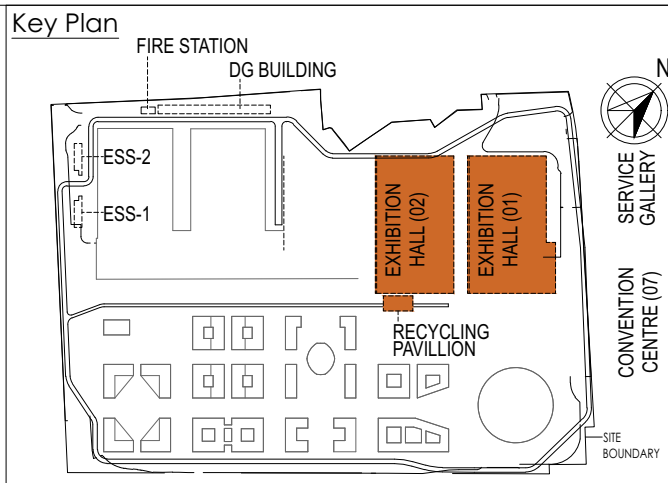 Key Plan
FIRE STATION
DG BUILDING
N
ESS-2
ESS-1
EXHIBITION
HALL (02)
EXHIBITION
HALL (01)
SERVICE
GALLERY
CONVENTION
CENTRE (07)
RECYCLING
PAVILLION
SITE
BOUNDARY